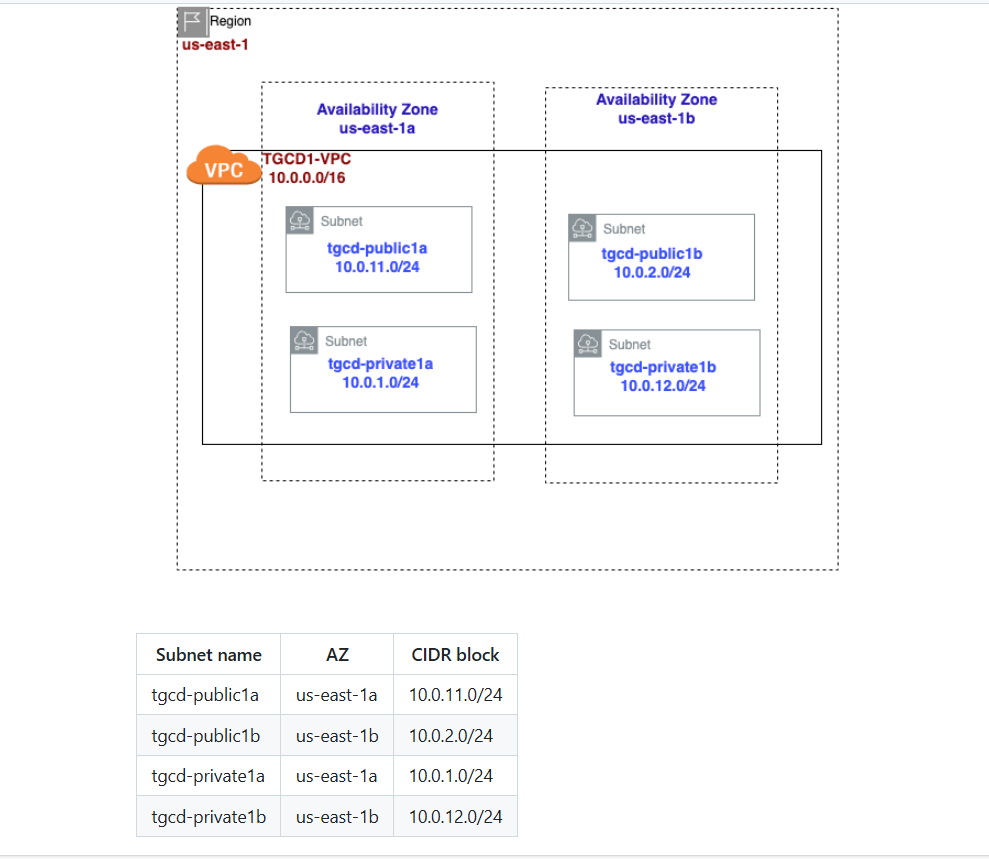 Region
us-east-1
Availability Zone
us-east-1a
Availability Zone
us-east-1b
VPC
TGCD1-VPC
10.0.0.0/16
Subnet
tgcd-public1a
10.0.11.0/24
Subnet
tgcd-public1b
10.0.2.0/24
Subnet
tgcd-private1a
10.0.1.0/24
Subnet
tgcd-private1b
10.0.12.0/24
Subnet name AZ CIDR block
tgcd-public1a us-east-1a 10.0.11.0/24
tgcd-public1b us-east-1b 10.0.2.0/24
tgcd-private1a us-east-1a 10.0.1.0/24
tgcd-private1b us-east-1b 10.0.12.0/24